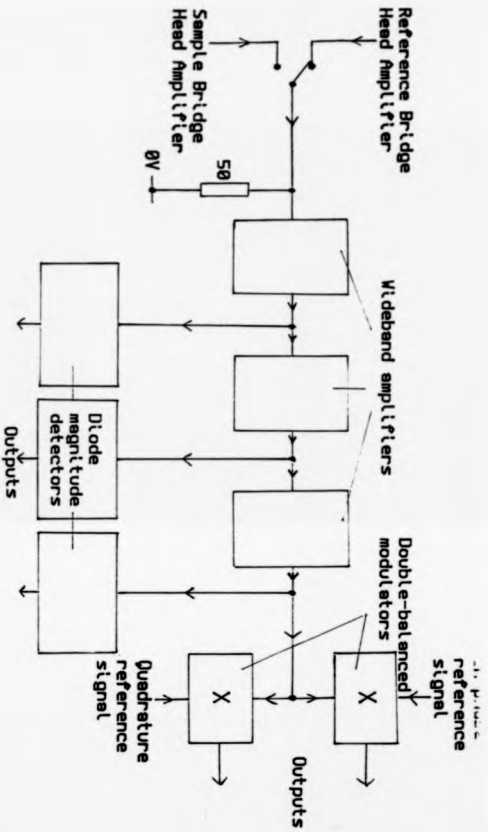 reference
signal
Reference Bridge
Head Amplifier
Wideband amplifiers
Double-balanced
modulators
X
Outputs
50
X
Sample Bridge
Head Amplifier
0V
Quadrature
reference
signal
Diode
magnitude
detectors
Outputs